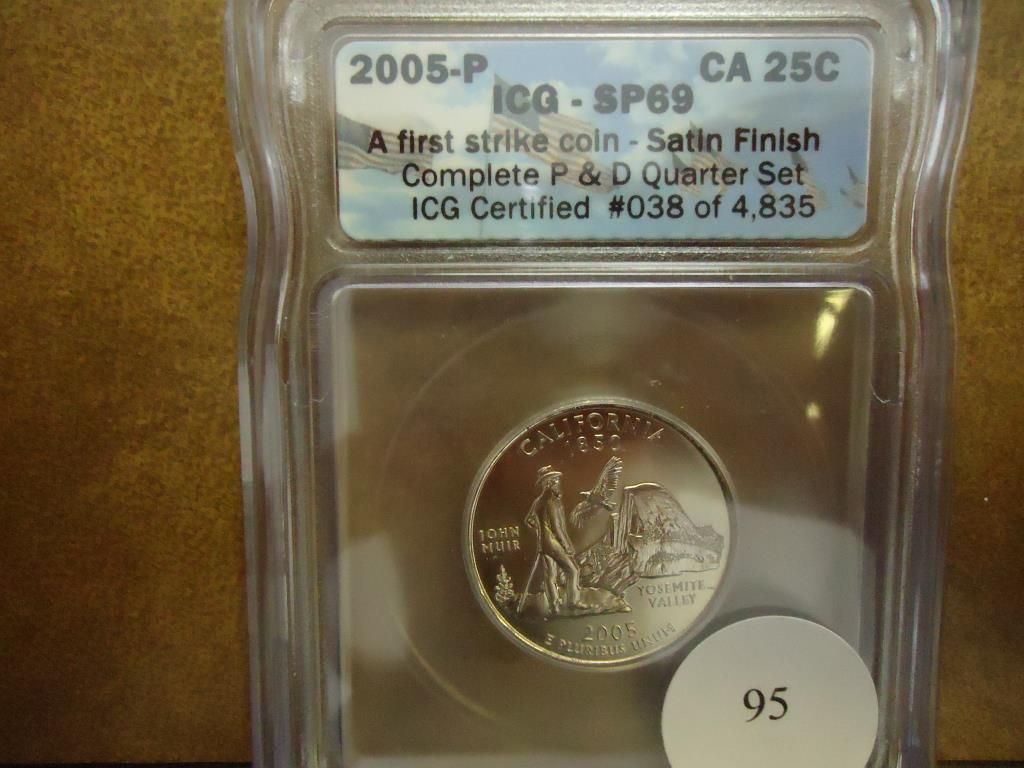 2005-P CA 25C
ICG - SP69
A first strike coin - Satin Finish
Complete P & D Quarter Set
ICG Certified #038 of 4,835
CALIFORNIA
1850
JOHN
MUIR
YOSEMITE
VALLEY
2005
E PLURIBUS UNUM
95